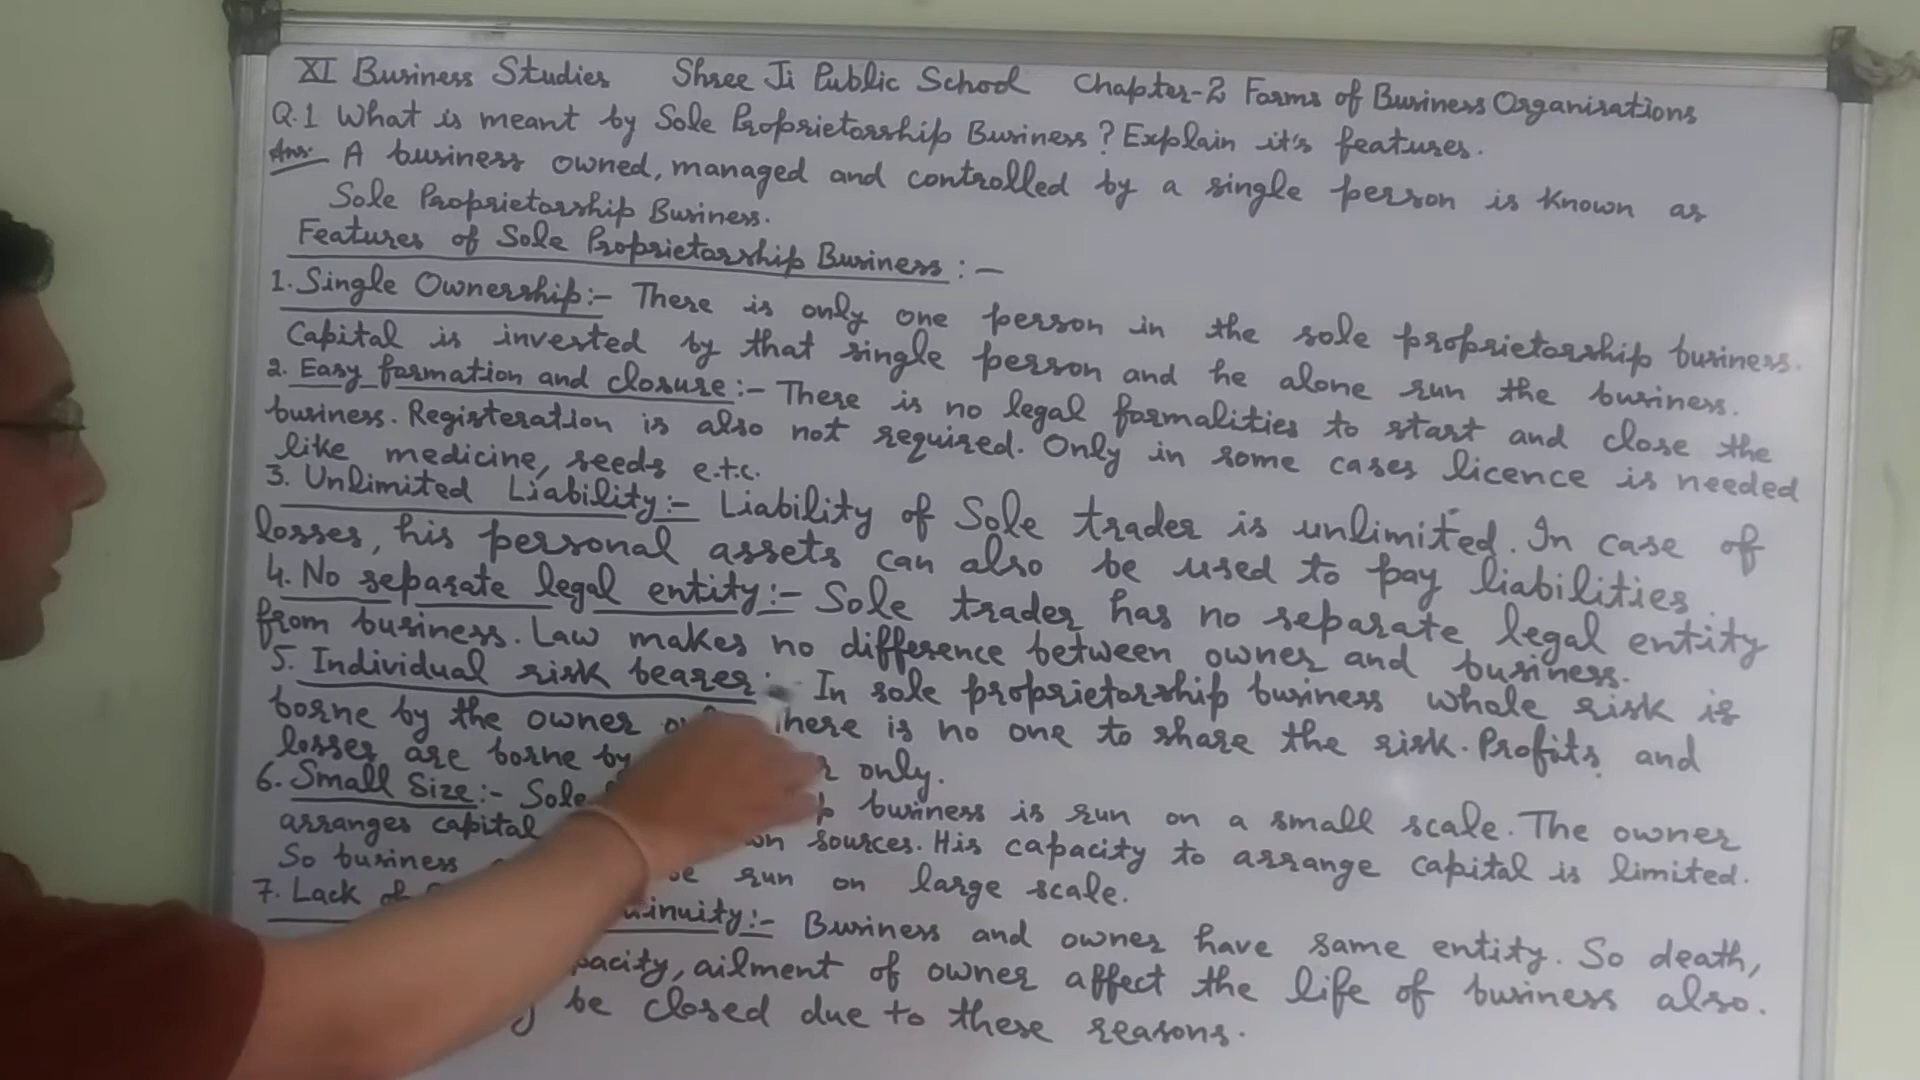 XI Business Studies Shree Ji Public School Chapter-2 Forms of Business Organisations
Q.1 What is meant by Sole Proprietorship Business? Explain it's features.
Ans. A business owned, managed and controlled by a single person is known as
Sole Proprietorship Business.
Features of Sole Proprietorship Business :-
1. Single Ownership:- There is only one person in the sole proprietorship business.
Capital is invested by that single person and he alone run the business.
2. Easy formation and closure:- There is no legal formalities to start and close the
business. Registeration is also not required. Only in some cases licence is needed
like medicine, seeds e.t.c.
3. Unlimited Liability:- Liability of Sole trader is unlimited. In case of
losses, his personal assets can also be used to pay liabilities.
4. No separate legal entity:- Sole trader has no separate legal entity
from business. Law makes no difference between owner and business.
5. Individual risk bearer: In sole proprietorship business whole risk is
borne by the owner there is no one to share the risk. Profits and
losses are borne by only.
6. Small Size:- Sole business is run on a small scale. The owner
arranges capital sources. His capacity to arrange capital is limited.
So business run on large scale.
7. Lack of :- Business and owner have same entity. So death,
ailment of owner affect the life of business also.
be closed due to these reasons.